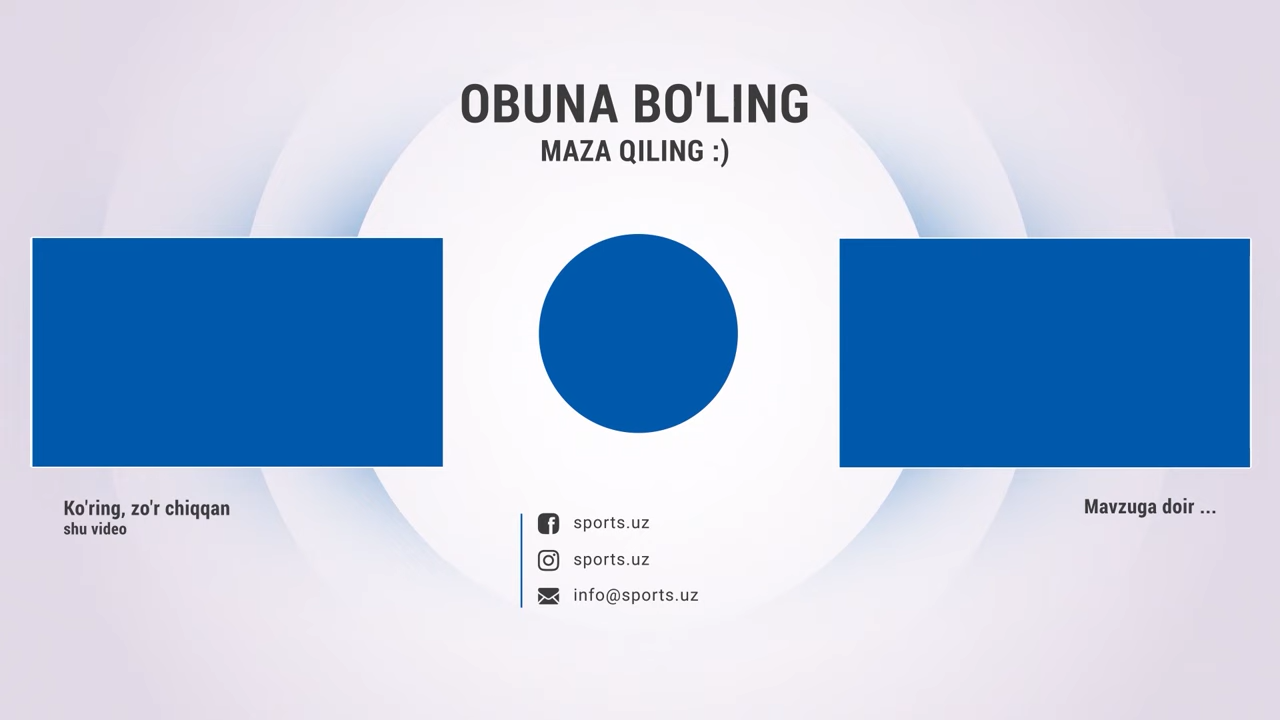 OBUNA BO'LING
MAZA QILING :)
Ko'ring, zo'r chiqqan
shu video
Mavzuga doir ...
sports.uz
sports.uz
info@sports.uz